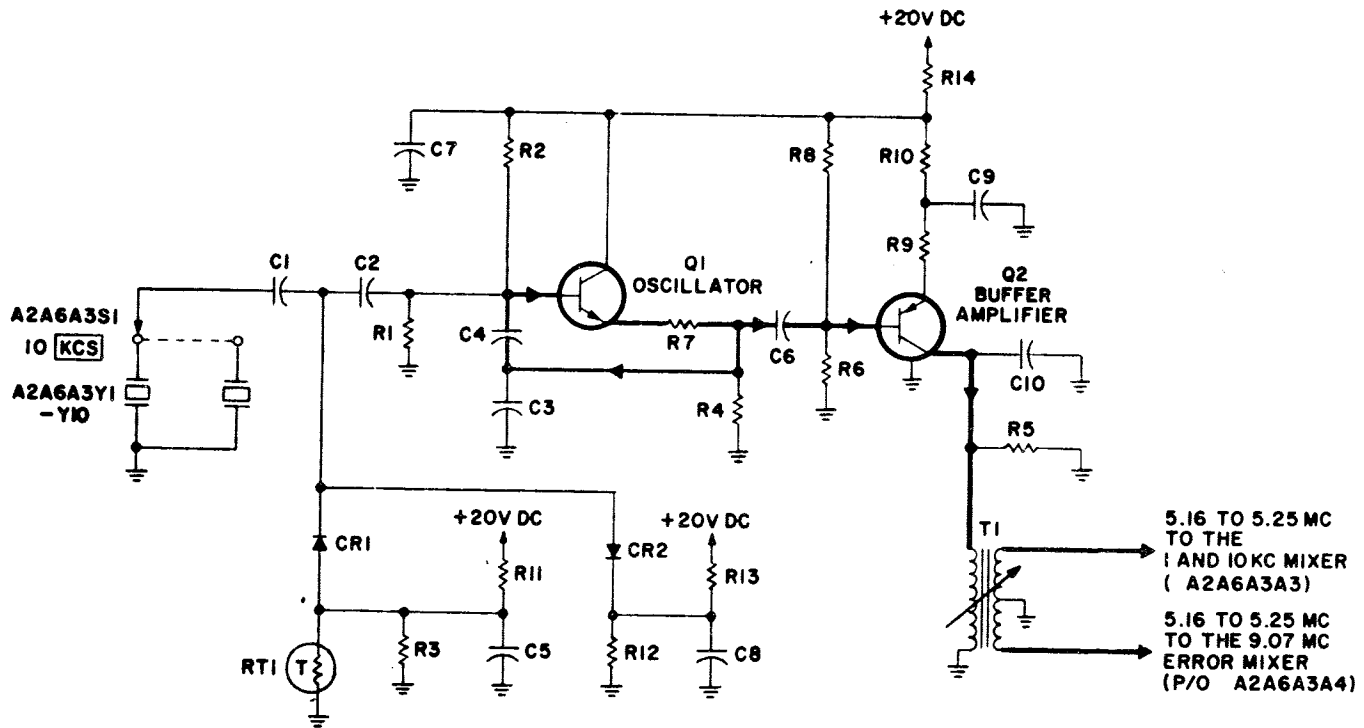 +20V DC
R14
C7
R2
R8
R10
C9
R9
C1
C2
Q1
OSCILLATOR
Q2
BUFFER
AMPLIFIER
A2A6A3S1
10 KCS
A2A6A3Y1
-Y10
R1
C4
R7
C6
R6
C10
C3
R4
R5
+20V DC
+20V DC
CR1
R11
CR2
R13
T1
5.16 TO 5.25 MC
TO THE
1 AND 10 KC MIXER
( A2A6A3A3)
5.16 TO 5.25 MC
TO THE 9.07 MC
ERROR MIXER
(P/O A2A6A3A4)
RT1
T
R3
C5
R12
C8